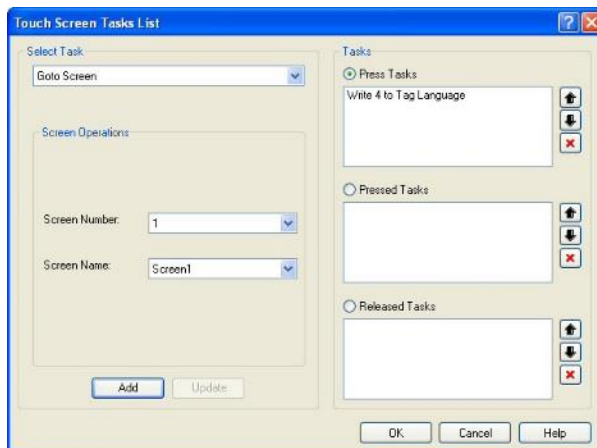 Touch Screen Tasks List
Select Task
Goto Screen
Screen Operations
Screen Number:
1
Screen Name:
Screen1
Add
Update
Tasks
Press Tasks
Write 4 to Tag Language
Pressed Tasks
Released Tasks
OK
Cancel
Help